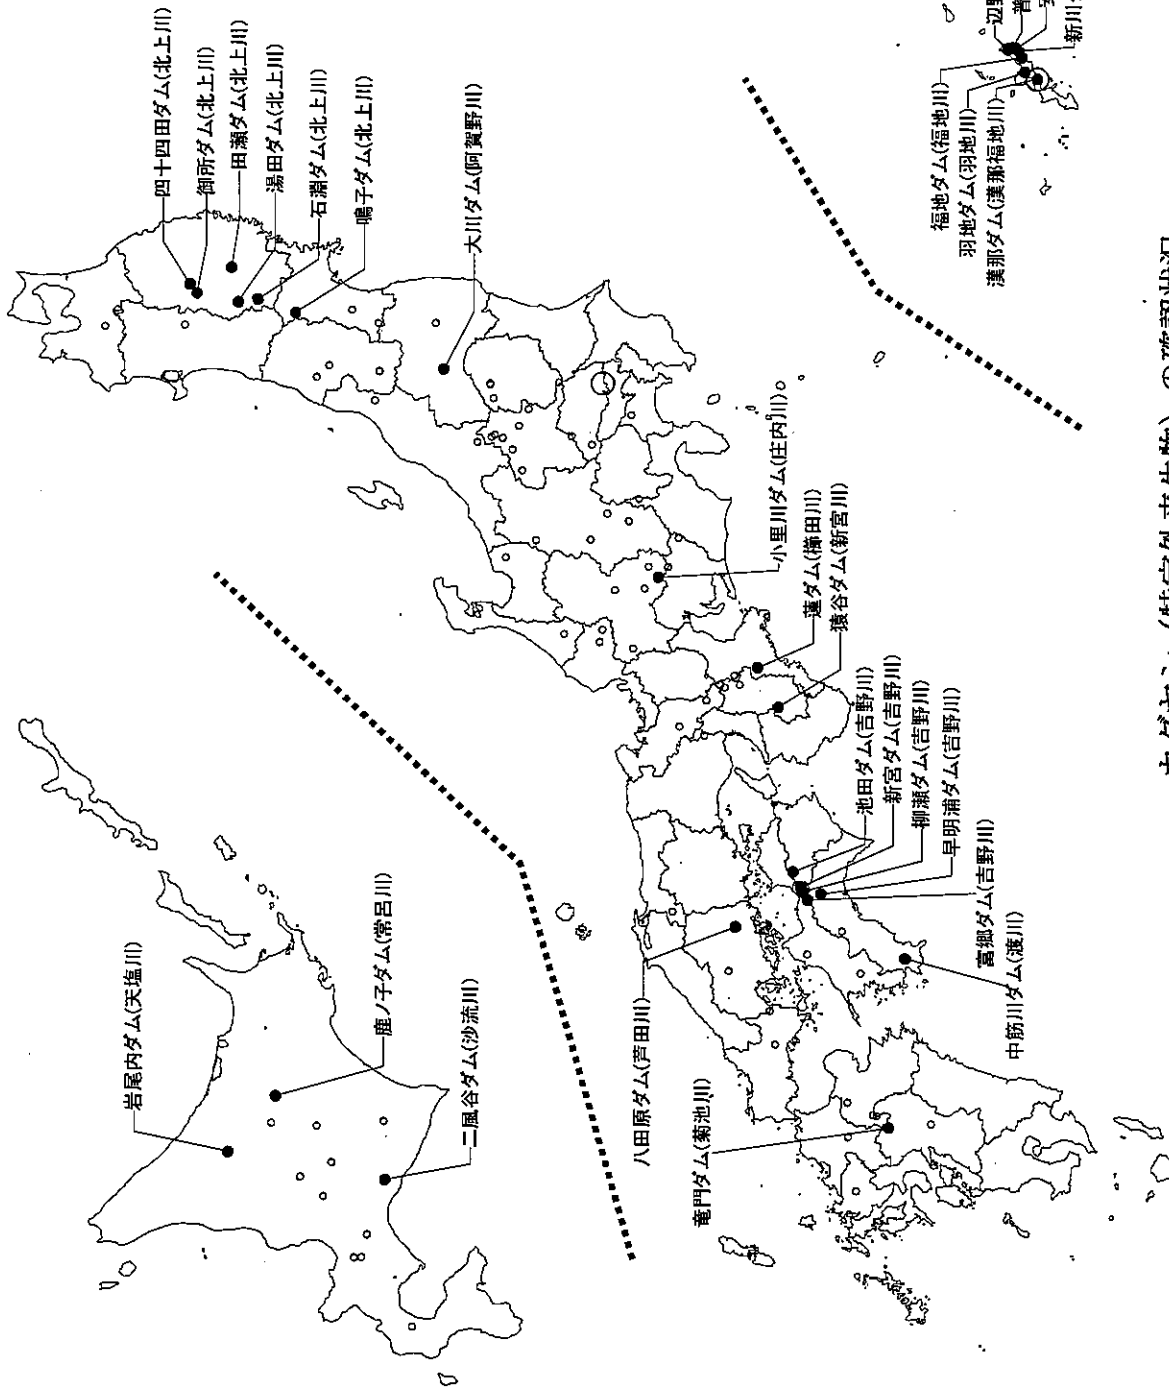 四十四田ダム(北上川)
御所ダム(北上川)
田瀬ダム(北上川)
湯田ダム(北上川)
石淵ダム(北上川)
鳴子ダム(北上川)
大川ダム(阿賀野川)
小里川ダム(庄内川)
蓮ダム(櫛田川)
猿谷ダム(新宮川)
池田ダム(吉野川)
新宮ダム(吉野川)
柳瀬ダム(吉野川)
早明浦ダム(吉野川)
富郷ダム(吉野川)
中筋川ダム(渡川)
八田原ダム(芦田川)
竜門ダム(菊池川)
岩尾内ダム(天塩川)
鹿ノ子ダム(常呂川)
二風谷ダム(沙流川)
福地ダム(福地川)
羽地ダム(羽地川)
漢那ダム(漢那福地川)
辺野
普
新川